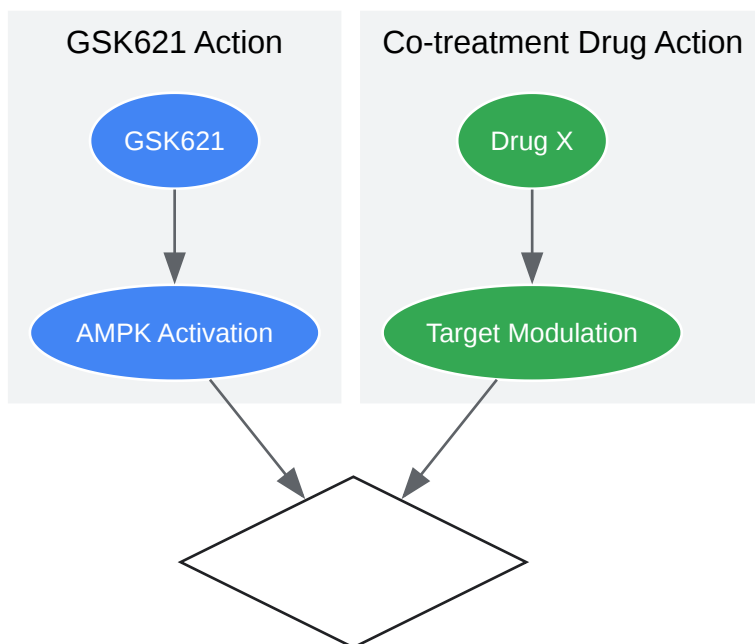 GSK621 Action
Co-treatment Drug Action
GSK621
Drug X
AMPK Activation
Target Modulation